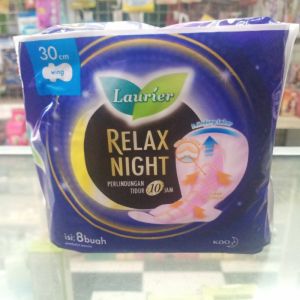 30 cm
wing
Laurier
RELAX
NIGHT
PERLINDUNGAN
TIDUR 10 JAM
isi: 8 buah
KAO